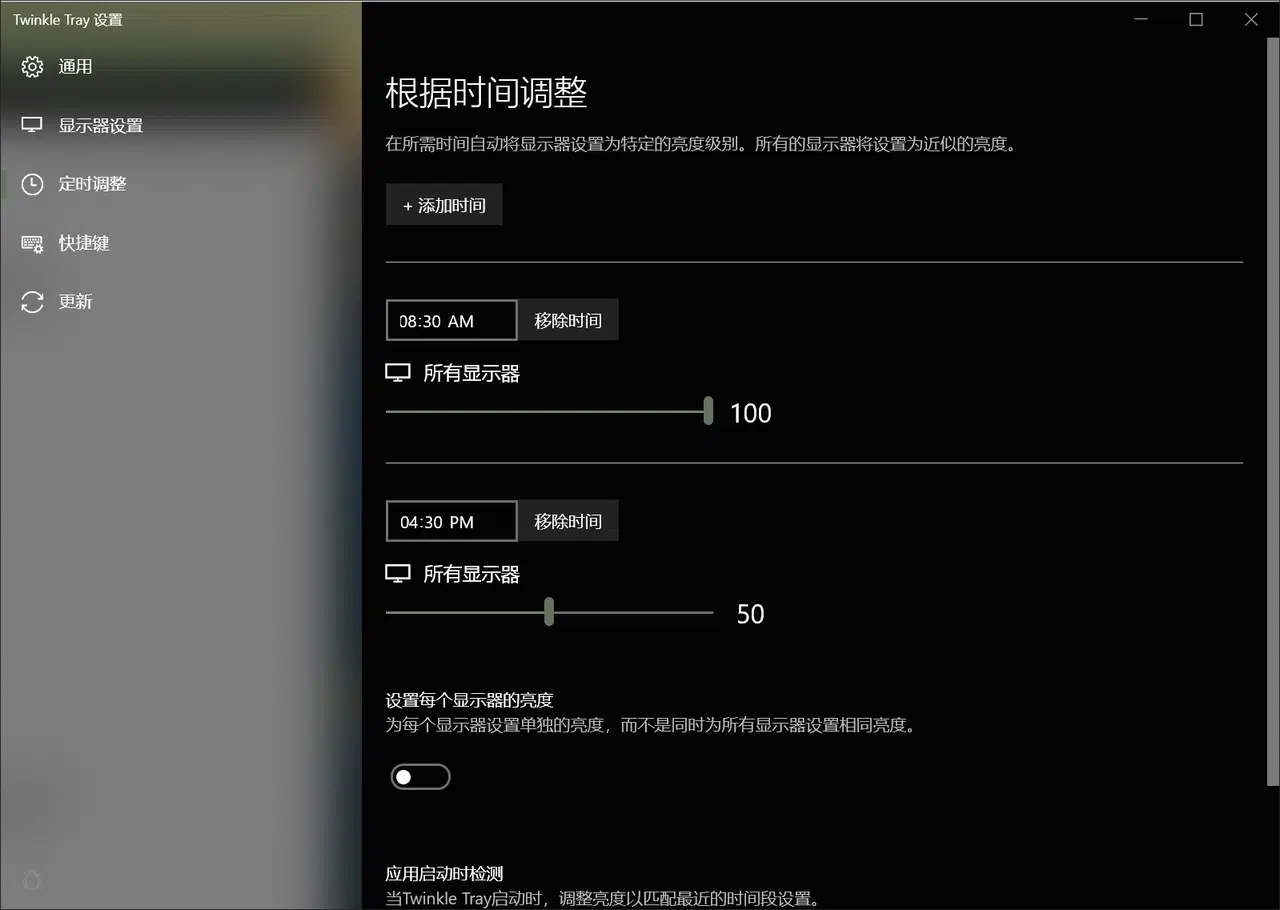 Twinkle Tray 设置
通用
显示器设置
定时调整
快捷键
更新
根据时间调整
在所需时间自动将显示器设置为特定的亮度级别。所有的显示器将设置为近似的亮度。
+ 添加时间
08:30 AM 移除时间
所有显示器
100
04:30 PM 移除时间
所有显示器
50
设置每个显示器的亮度
为每个显示器设置单独的亮度，而不是同时为所有显示器设置相同亮度。
应用启动时检测
当Twinkle Tray启动时，调整亮度以匹配最近的时间段设置。